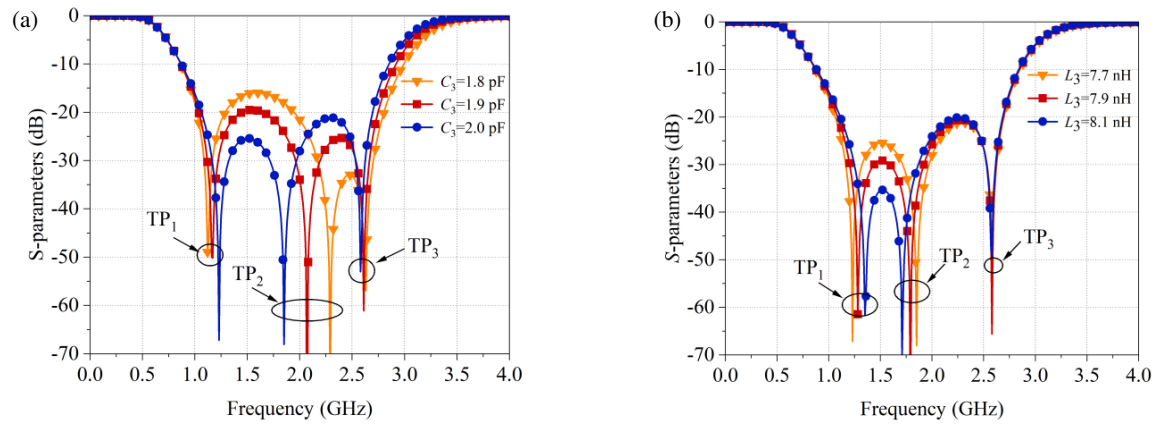 (a)
S-parameters (dB)
0
-10
-20
-30
-40
-50
-60
-70
C3=1.8 pF
C3=1.9 pF
C3=2.0 pF
TP1
TP2
TP3
0.0 0.5 1.0 1.5 2.0 2.5 3.0 3.5 4.0
Frequency (GHz)
(b)
S-parameters (dB)
0
-10
-20
-30
-40
-50
-60
-70
L3=7.7 nH
L3=7.9 nH
L3=8.1 nH
TP1
TP2
TP3
0.0 0.5 1.0 1.5 2.0 2.5 3.0 3.5 4.0
Frequency (GHz)